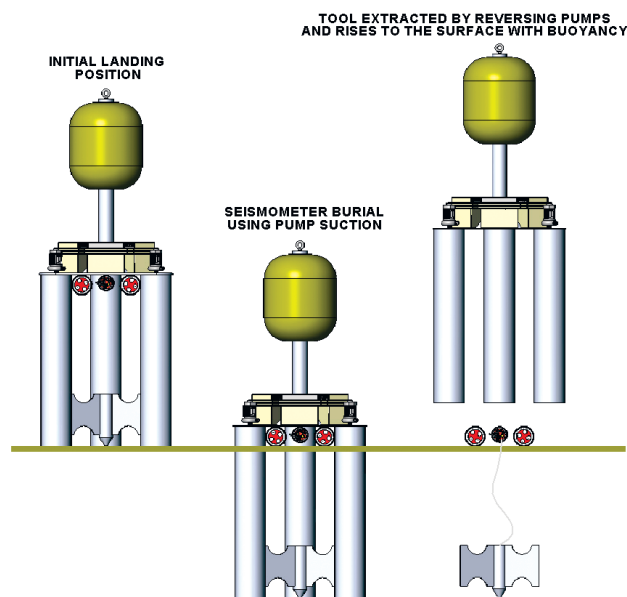 INITIAL LANDING
POSITION
SEISMOMETER BURIAL
USING PUMP SUCTION
TOOL EXTRACTED BY REVERSING PUMPS
AND RISES TO THE SURFACE WITH BUOYANCY